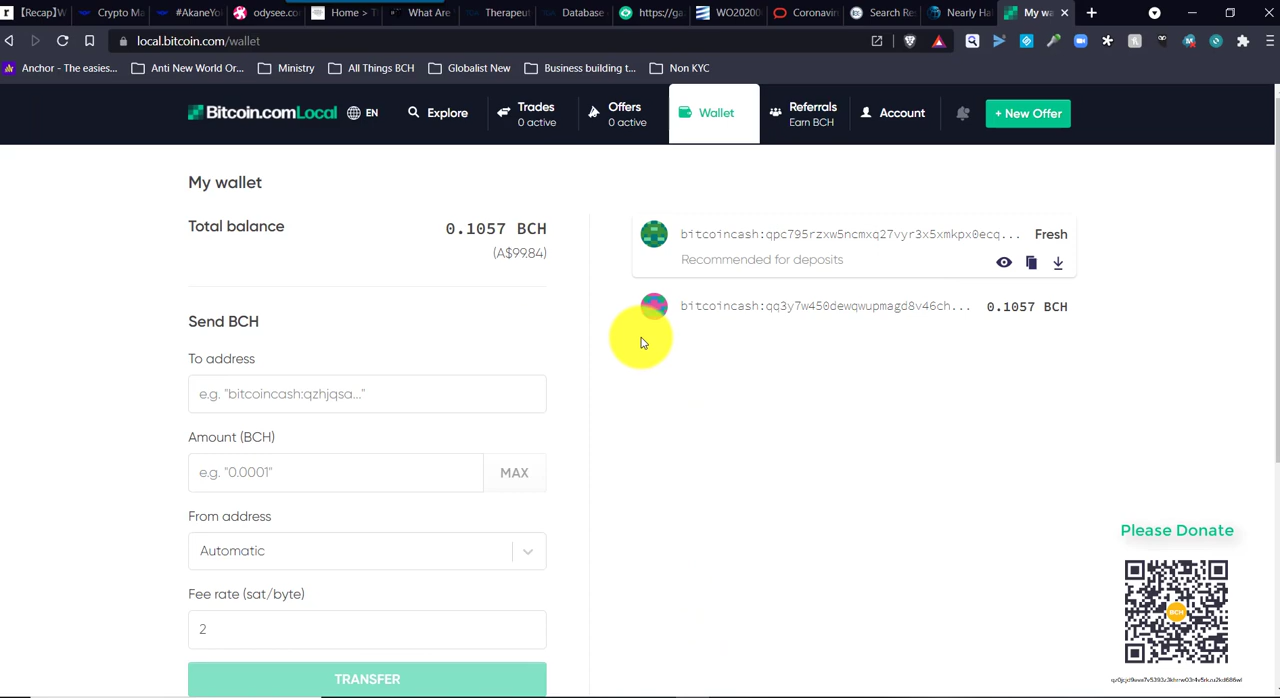 [Recap]W
Crypto Ma
#AkaneYo
odysee.co
Home > T
What Are
Therapeut
Database
https://ga
WO20200
Coronavir
Search Re
Nearly Ha
My wa
local.bitcoin.com/wallet
Anchor - The easies...
Anti New World Or...
Ministry
All Things BCH
Globalist New
Business building t...
Non KYC
Bitcoin.comLocal
EN
Explore
Trades
0 active
Offers
0 active
Wallet
Referrals
Earn BCH
Account
+ New Offer
My wallet
Total balance
0.1057 BCH
(A$99.84)
Send BCH
To address
e.g. "bitcoincash:qzhjqsa..."
Amount (BCH)
e.g. "0.0001"
MAX
From address
Automatic
Fee rate (sat/byte)
2
TRANSFER
bitcoincash:qpc795rzxw5ncmxq27vyr3x5xmkpx0ecq...
Fresh
Recommended for deposits
bitcoincash:qq3y7w450dewqwupmagd8v46ch...
0.1057 BCH
Please Donate
BCH